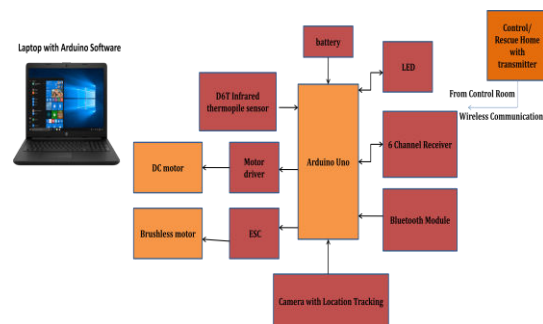 Laptop with Arduino Software
battery
LED
Control/
Rescue Home
with
transmitter
From Control Room
Wireless Communication
D6T Infrared
thermopile sensor
Arduino Uno
6 Channel Receiver
DC motor
Motor
driver
Bluetooth Module
Brushless motor
ESC
Camera with Location Tracking